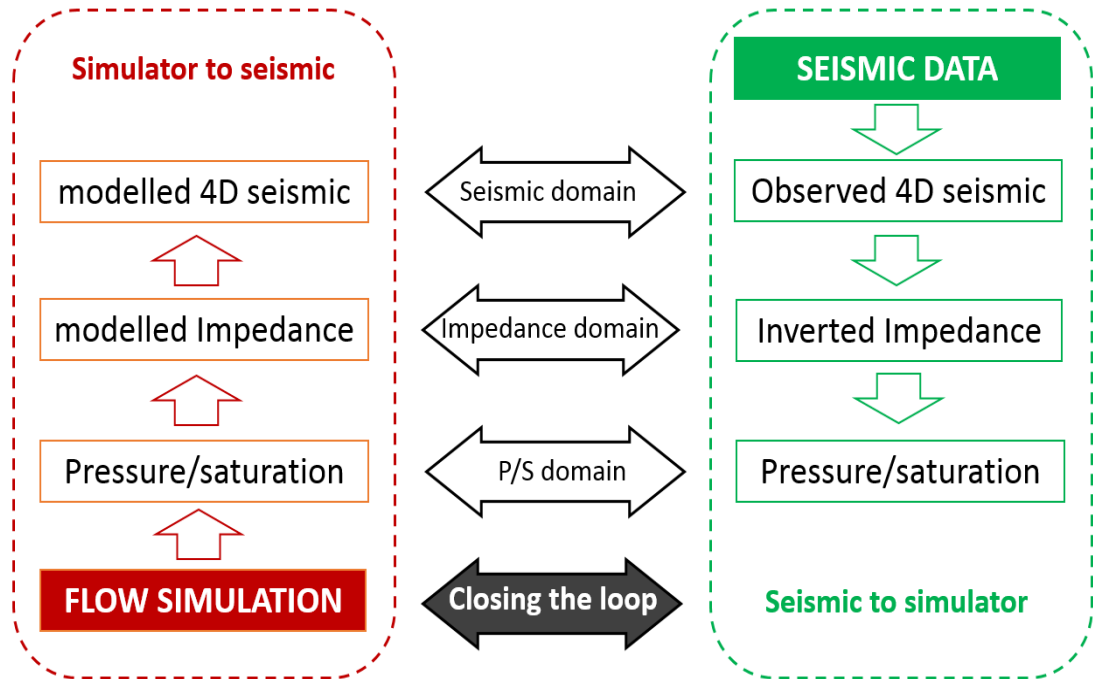 Simulator to seismic
SEISMIC DATA
modelled 4D seismic
Seismic domain
Observed 4D seismic
modelled Impedance
Impedance domain
Inverted Impedance
Pressure/saturation
P/S domain
Pressure/saturation
FLOW SIMULATION
Closing the loop
Seismic to simulator